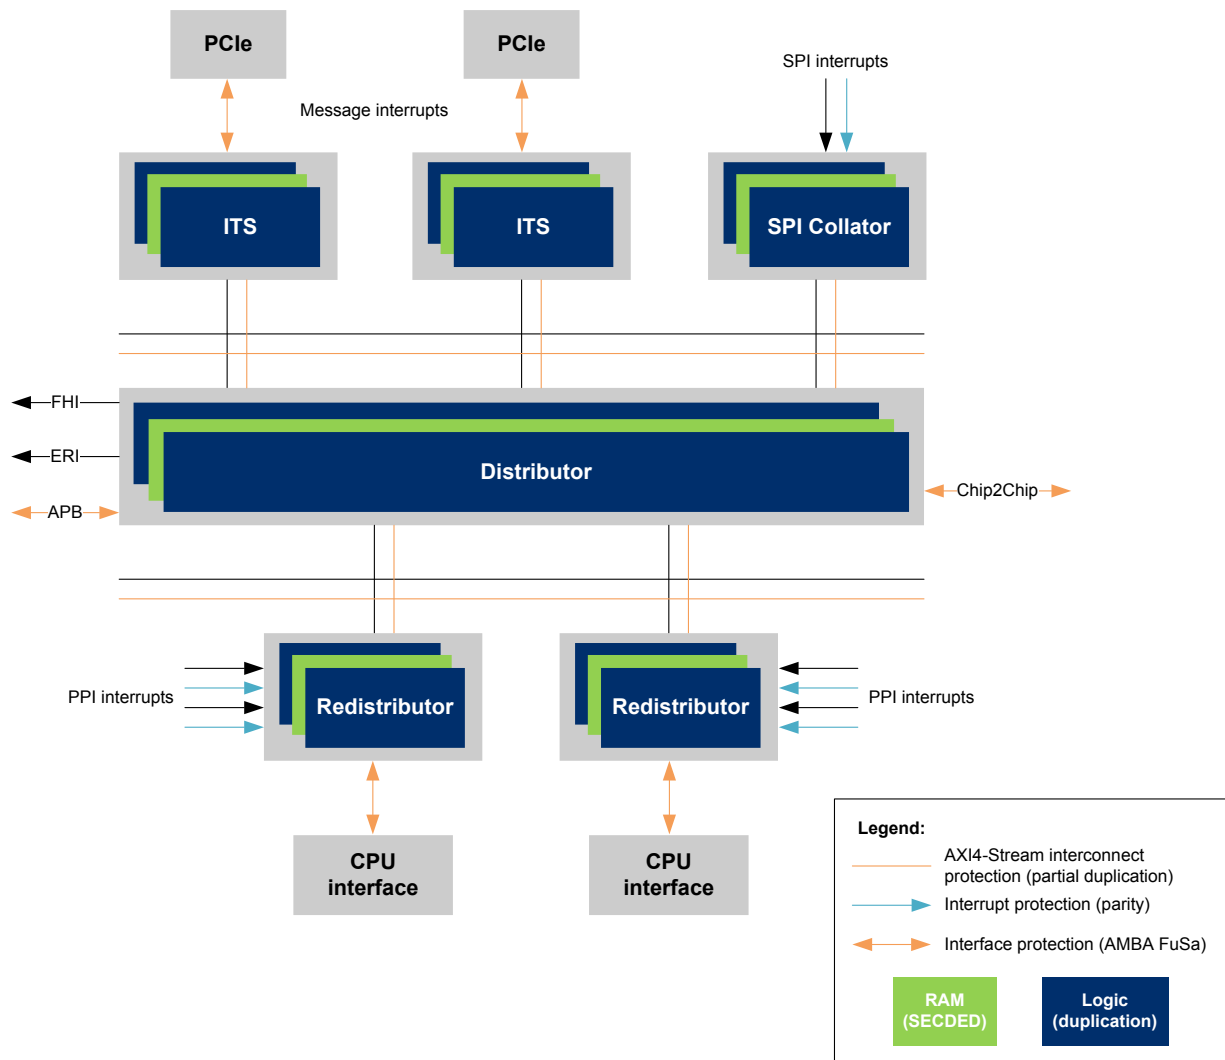 PCIe
PCIe
SPI interrupts
Message interrupts
ITS
ITS
SPI Collator
FHI
ERI
APB
Distributor
Chip2Chip
PPI interrupts
Redistributor
Redistributor
PPI interrupts
CPU
interface
CPU
interface
Legend:
AXI4-Stream interconnect
protection (partial duplication)
Interrupt protection (parity)
Interface protection (AMBA FuSa)
RAM
(SECDED)
Logic
(duplication)